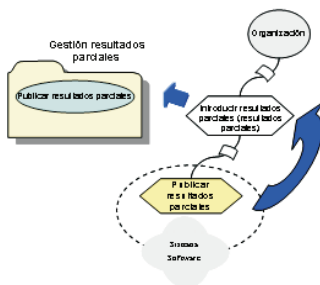 Gestión resultados
parciales
Publicar resultados parciales
Organización
Introducir resultados
parciales (resultados
parciales)
Publicar
resultados
parciales
Sistema
Software